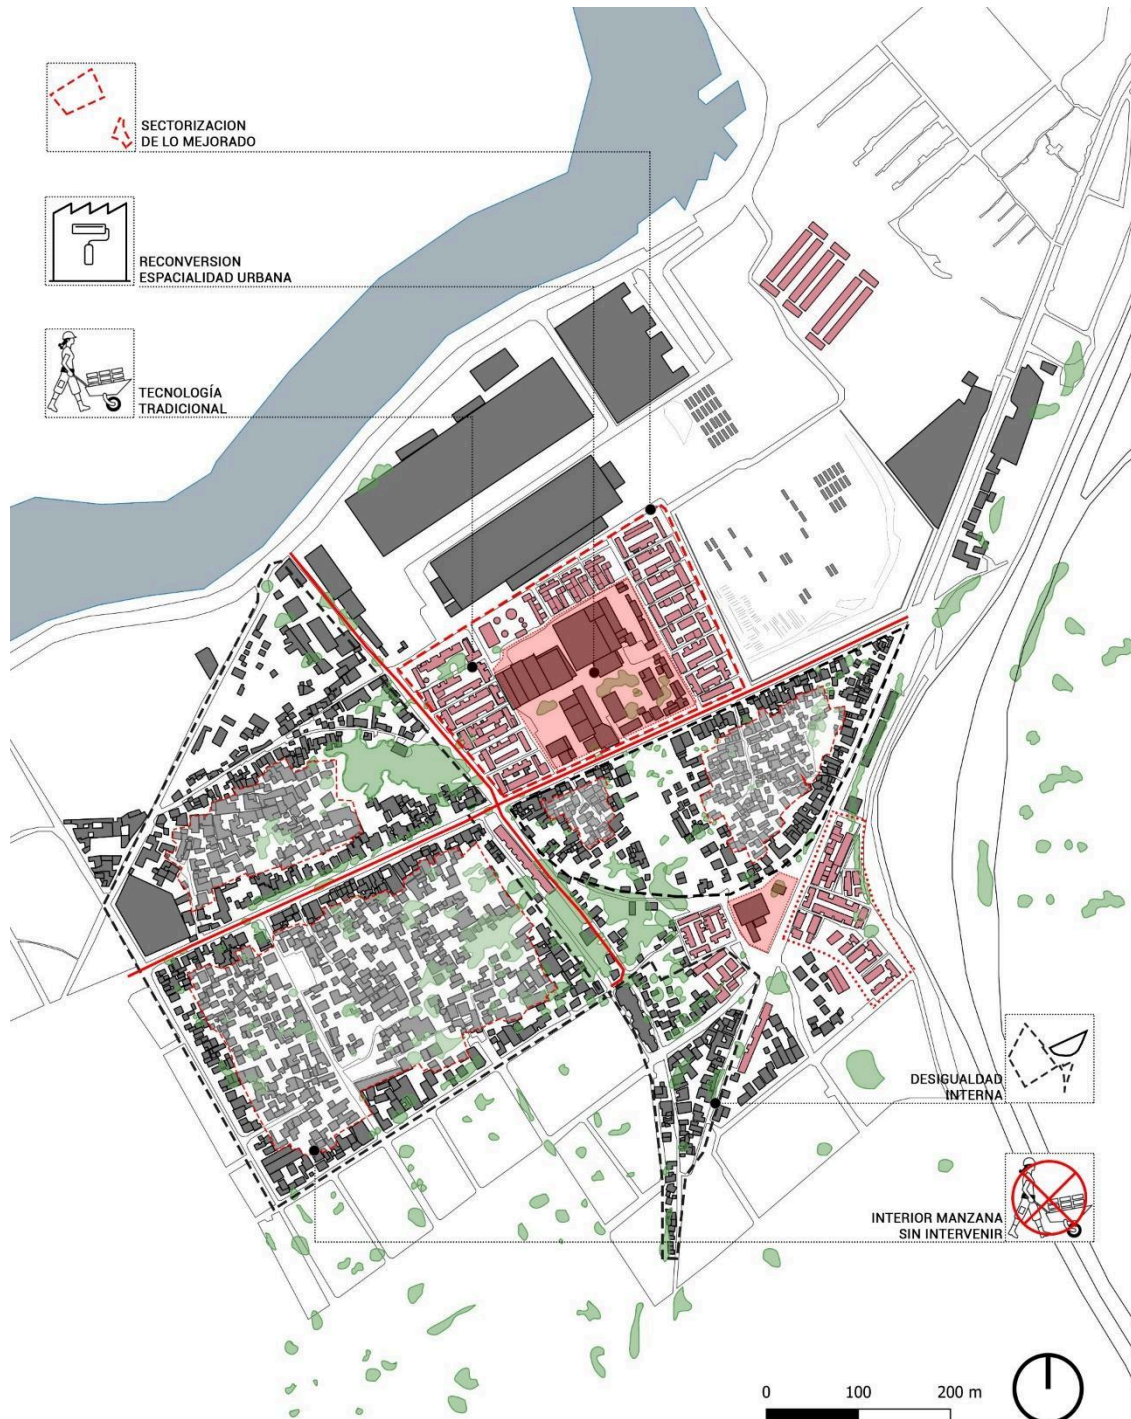 SECTORIZACION
DE LO MEJORADO
RECONVERSION
ESPACIALIDAD URBANA
TECNOLOGÍA
TRADICIONAL
DESIGUALDAD
INTERNA
INTERIOR MANZANA
SIN INTERVENIR
0 100 200 m